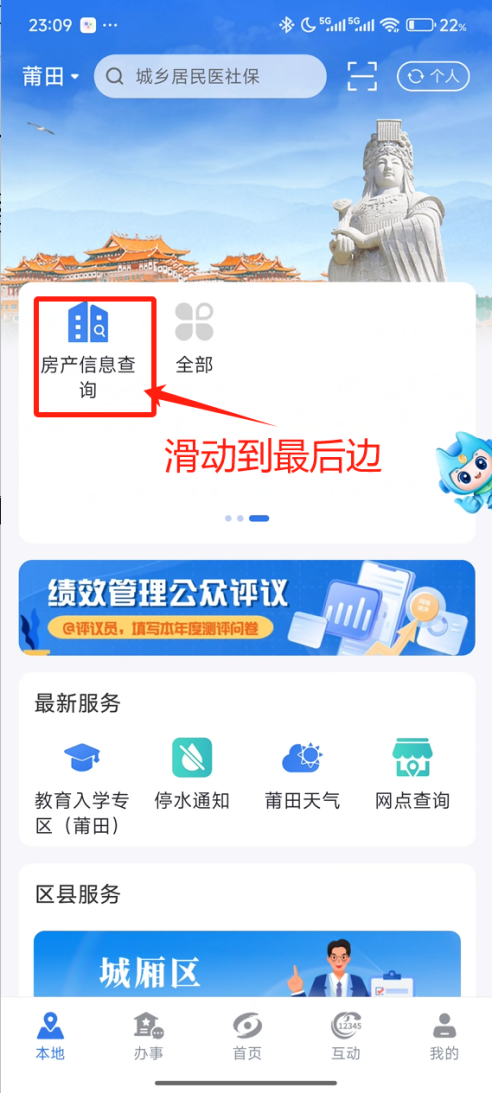 23:09
5G 5G 22%
莆田
城乡居民医社保
个人
房产信息查
询
全部
滑动到最后边
绩效管理公众评议
@评议员，填写本年度测评问卷
最新服务
教育入学专
区（莆田）
停水通知
莆田天气
网点查询
区县服务
城厢区
12345
本地
办事
首页
互动
我的